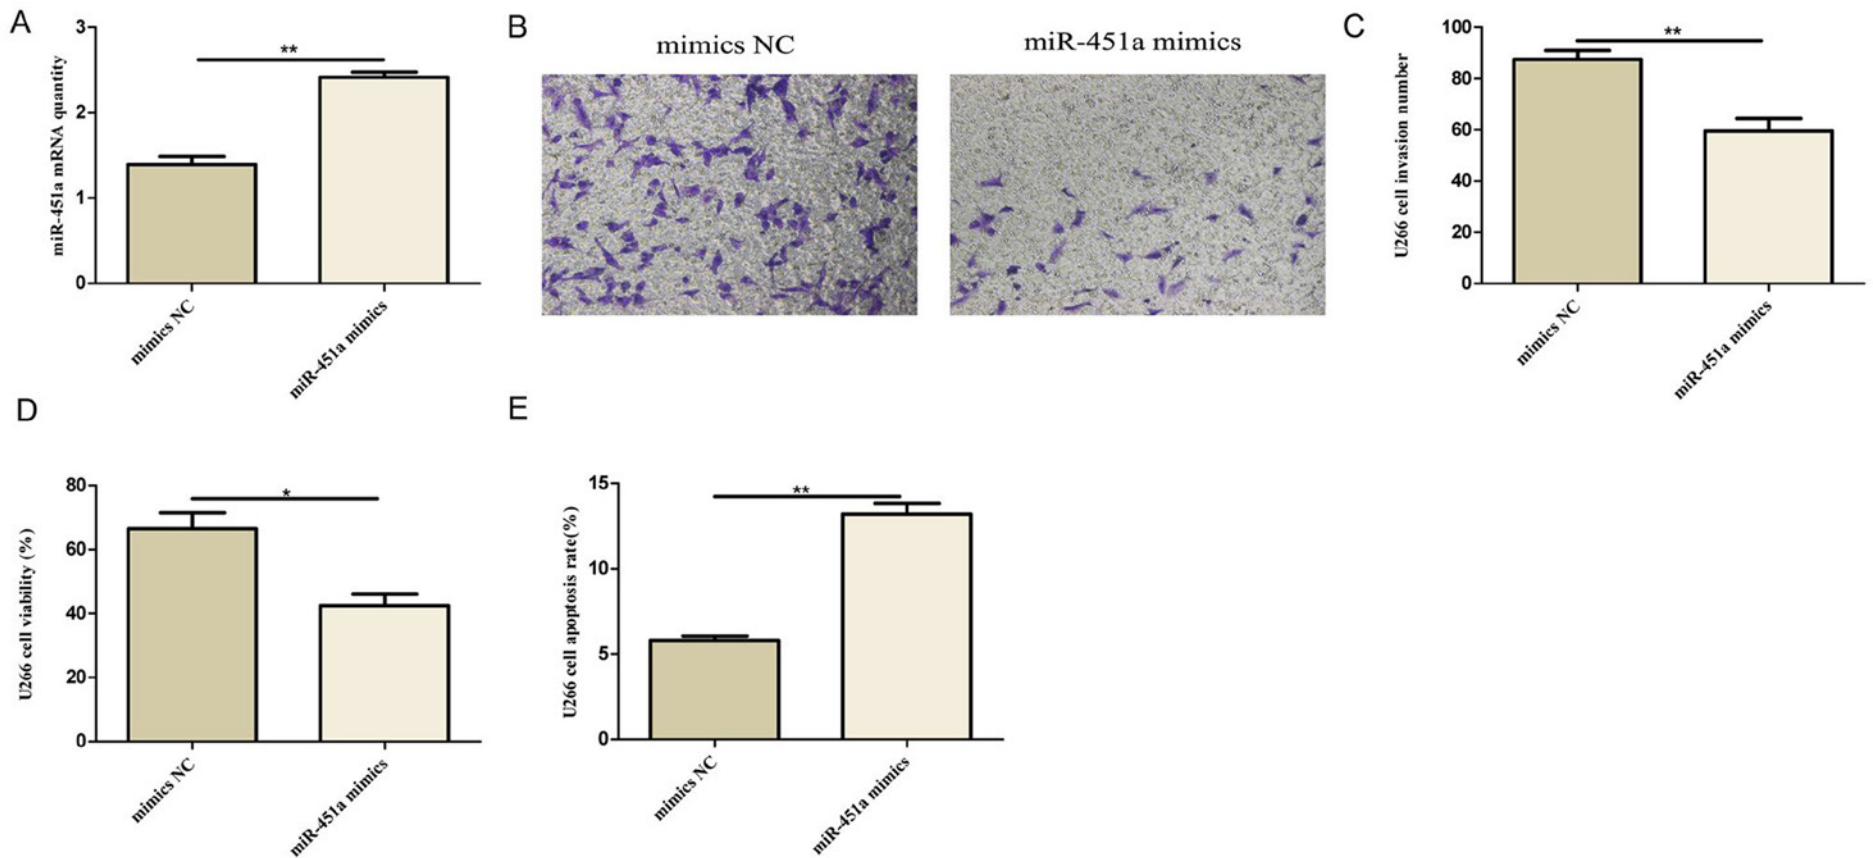 A
3
2
1
0
miR-451a mRNA quantity
**
mimics NC
miR-451a mimics
B
mimics NC
miR-451a mimics
C
100
80
60
40
20
0
U266 cell invasion number
**
mimics NC
miR-451a mimics
D
80
60
40
20
0
U266 cell viability (%)
*
mimics NC
miR-451a mimics
E
15
10
5
0
U266 cell apoptosis rate(%)
**
mimics NC
miR-451a mimics